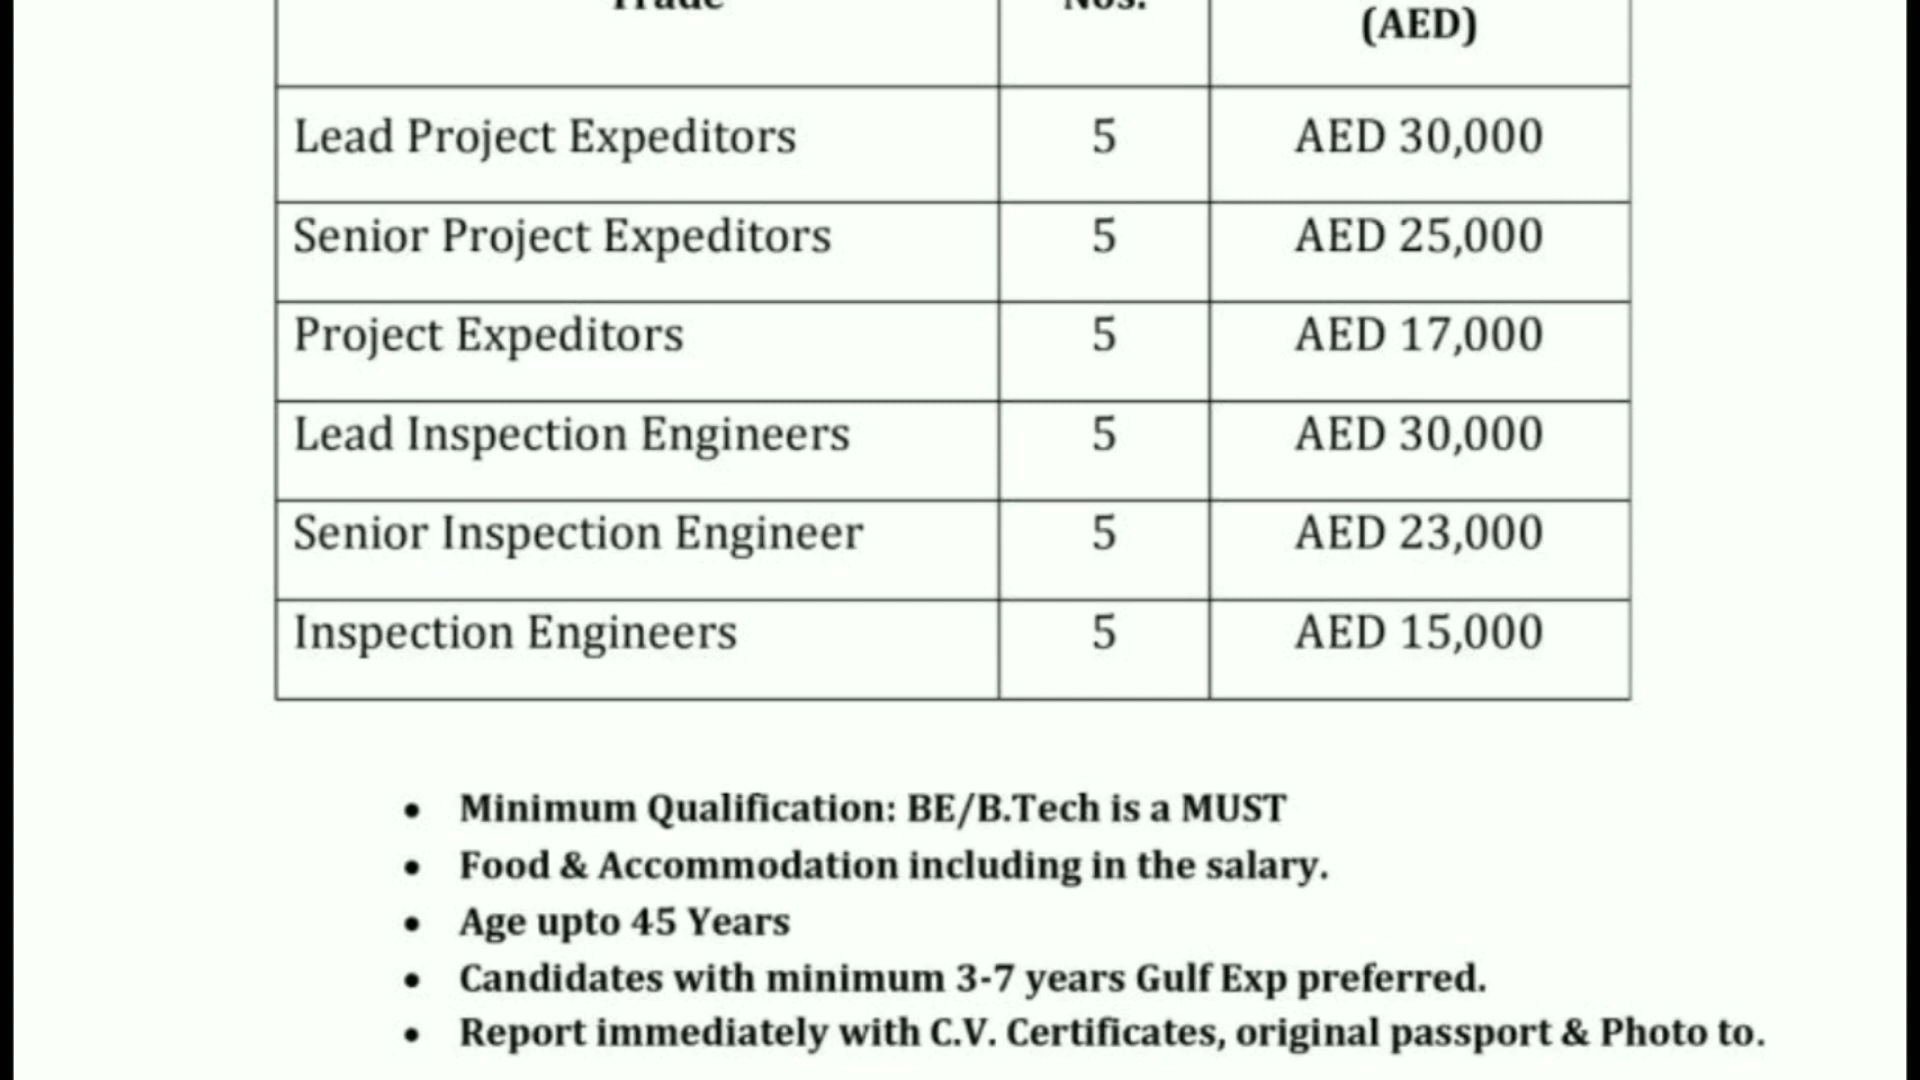 Trade Nos. (AED)
Lead Project Expeditors 5 AED 30,000
Senior Project Expeditors 5 AED 25,000
Project Expeditors 5 AED 17,000
Lead Inspection Engineers 5 AED 30,000
Senior Inspection Engineer 5 AED 23,000
Inspection Engineers 5 AED 15,000
• Minimum Qualification: BE/B.Tech is a MUST
• Food & Accommodation including in the salary.
• Age upto 45 Years
• Candidates with minimum 3-7 years Gulf Exp preferred.
• Report immediately with C.V. Certificates, original passport & Photo to.